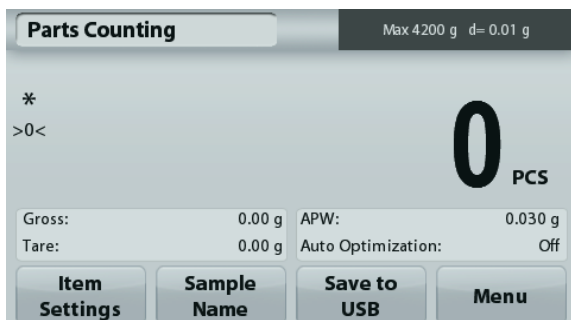 Parts Counting
Max 4200 g d= 0.01 g
*
>0<
0 PCS
Gross: 0.00 g
Tare: 0.00 g
APW: 0.030 g
Auto Optimization: Off
Item Settings
Sample Name
Save to USB
Menu